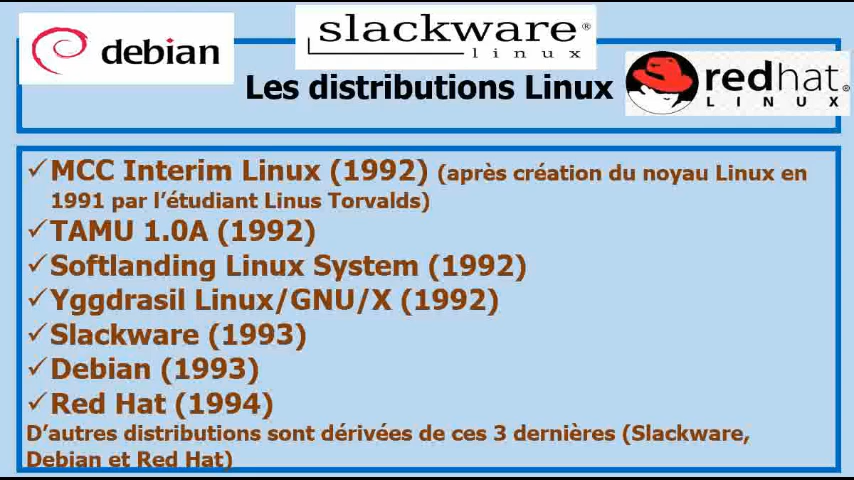 debian
slackware
linux
redhat®
LINUX
Les distributions Linux
✓MCC Interim Linux (1992) (après création du noyau Linux en
1991 par l'étudiant Linus Torvalds)
✓TAMU 1.0A (1992)
✓Softlanding Linux System (1992)
✓Yggdrasil Linux/GNU/X (1992)
✓Slackware (1993)
✓Debian (1993)
✓Red Hat (1994)
D'autres distributions sont dérivées de ces 3 dernières (Slackware,
Debian et Red Hat)